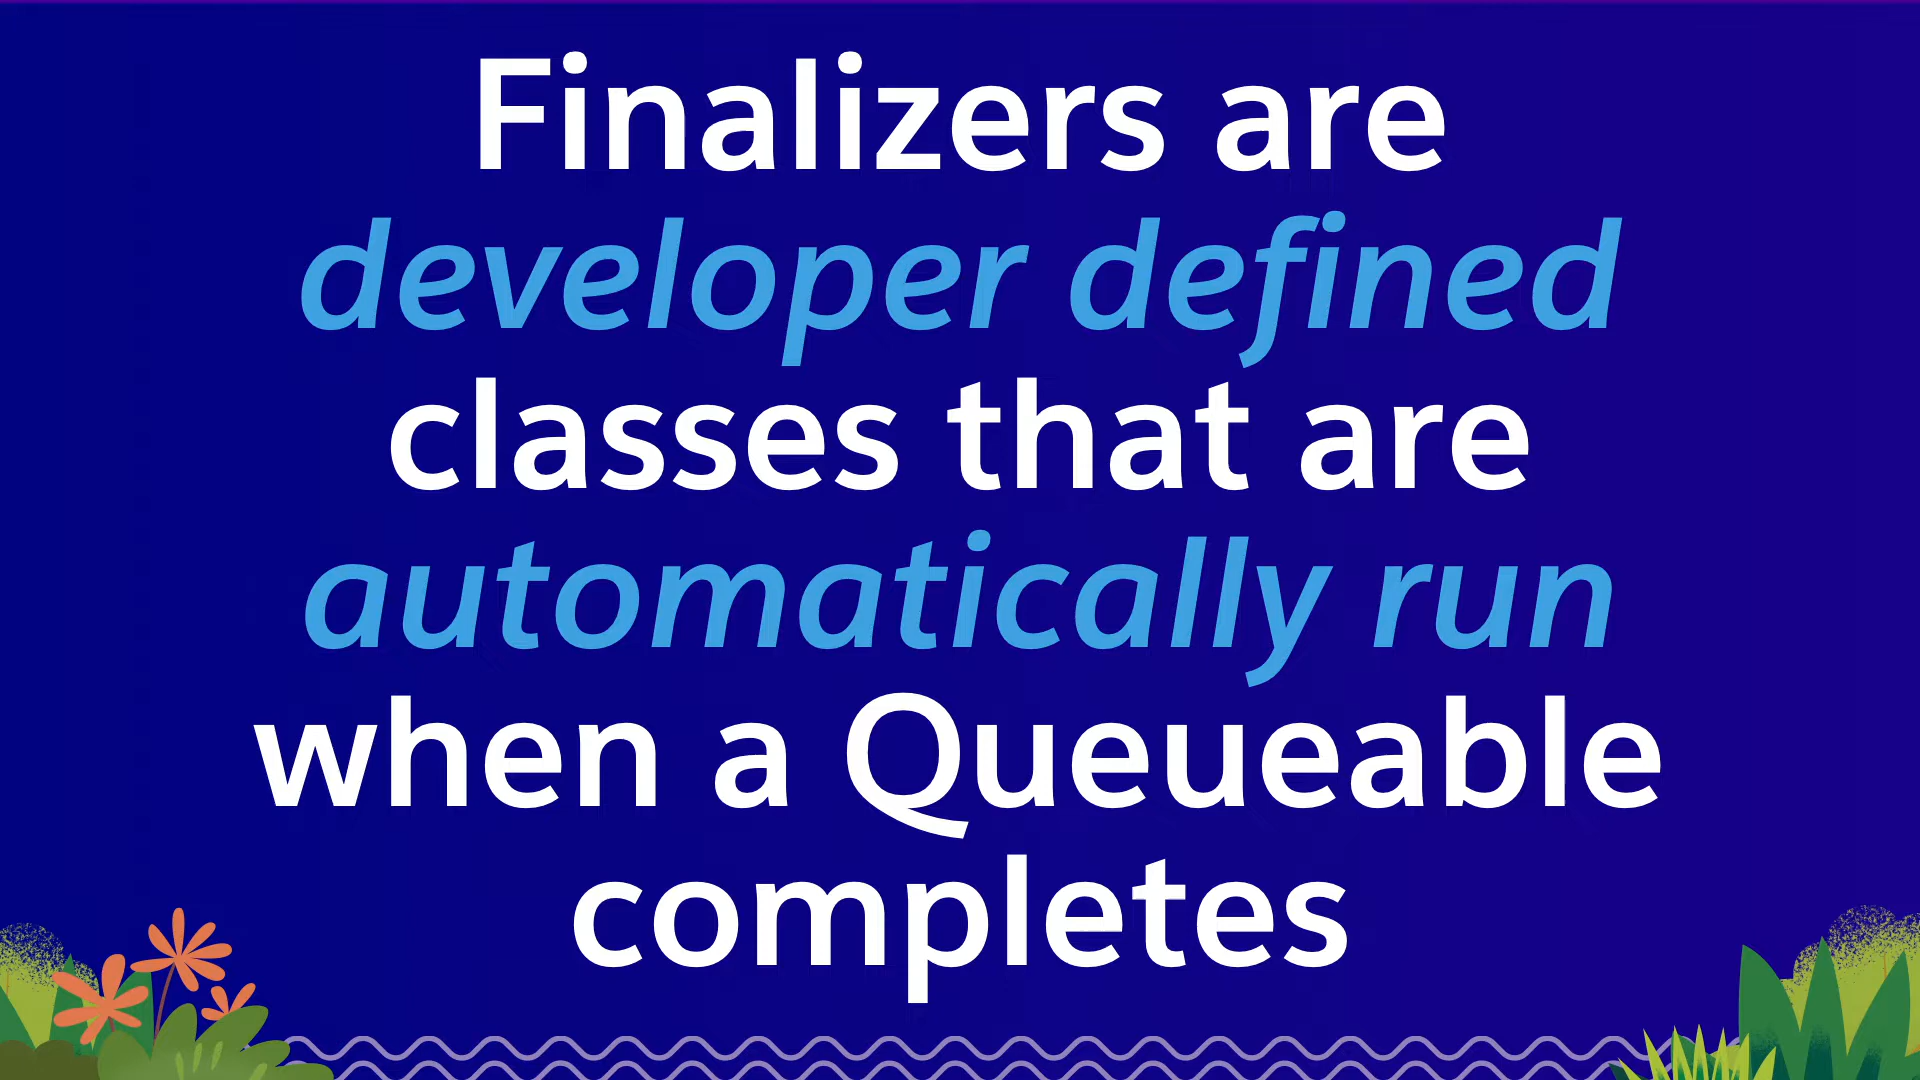 Finalizers are
developer defined
classes that are
automatically run
when a Queueable
completes